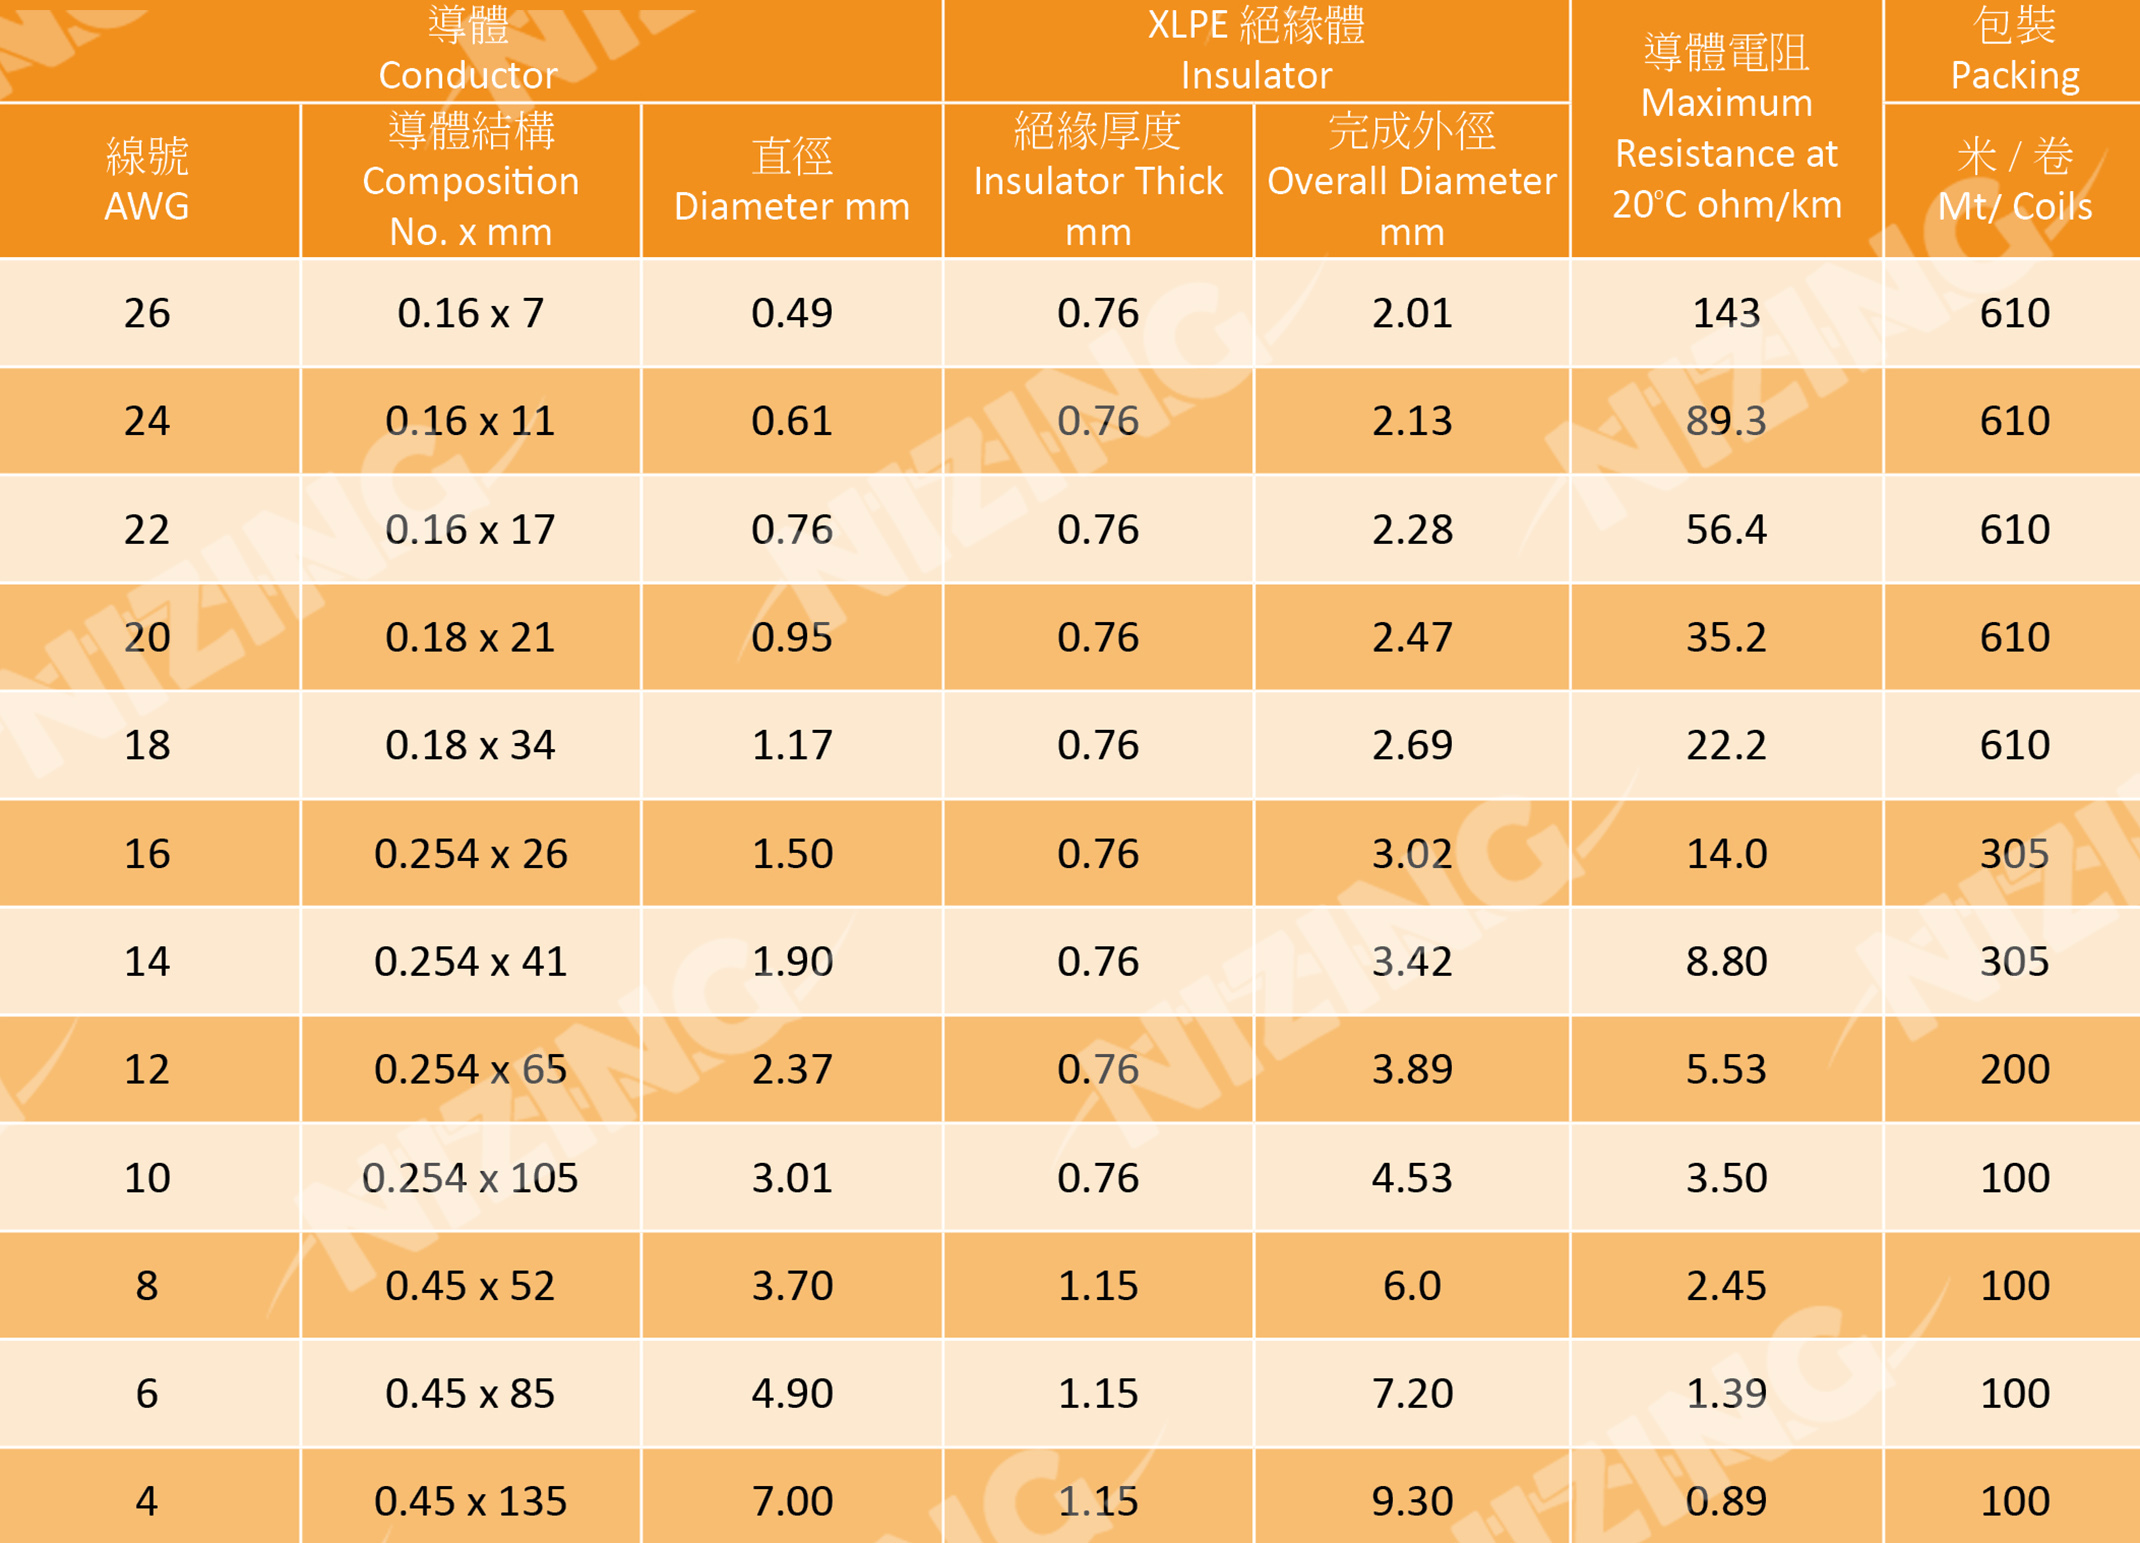 導體
Conductor
XLPE 絕緣體
Insulator
導體電阻
Maximum
Resistance at
20°C ohm/km
包裝
Packing
線號
AWG
導體結構
Composition
No. x mm
直徑
Diameter mm
絕緣厚度
Insulator Thick
mm
完成外徑
Overall Diameter
mm
米 / 卷
Mt/ Coils
26 0.16 x 7 0.49 0.76 2.01 143 610
24 0.16 x 11 0.61 0.76 2.13 89.3 610
22 0.16 x 17 0.76 0.76 2.28 56.4 610
20 0.18 x 21 0.95 0.76 2.47 35.2 610
18 0.18 x 34 1.17 0.76 2.69 22.2 610
16 0.254 x 26 1.50 0.76 3.02 14.0 305
14 0.254 x 41 1.90 0.76 3.42 8.80 305
12 0.254 x 65 2.37 0.76 3.89 5.53 200
10 0.254 x 105 3.01 0.76 4.53 3.50 100
8 0.45 x 52 3.70 1.15 6.0 2.45 100
6 0.45 x 85 4.90 1.15 7.20 1.39 100
4 0.45 x 135 7.00 1.15 9.30 0.89 100
NIZING